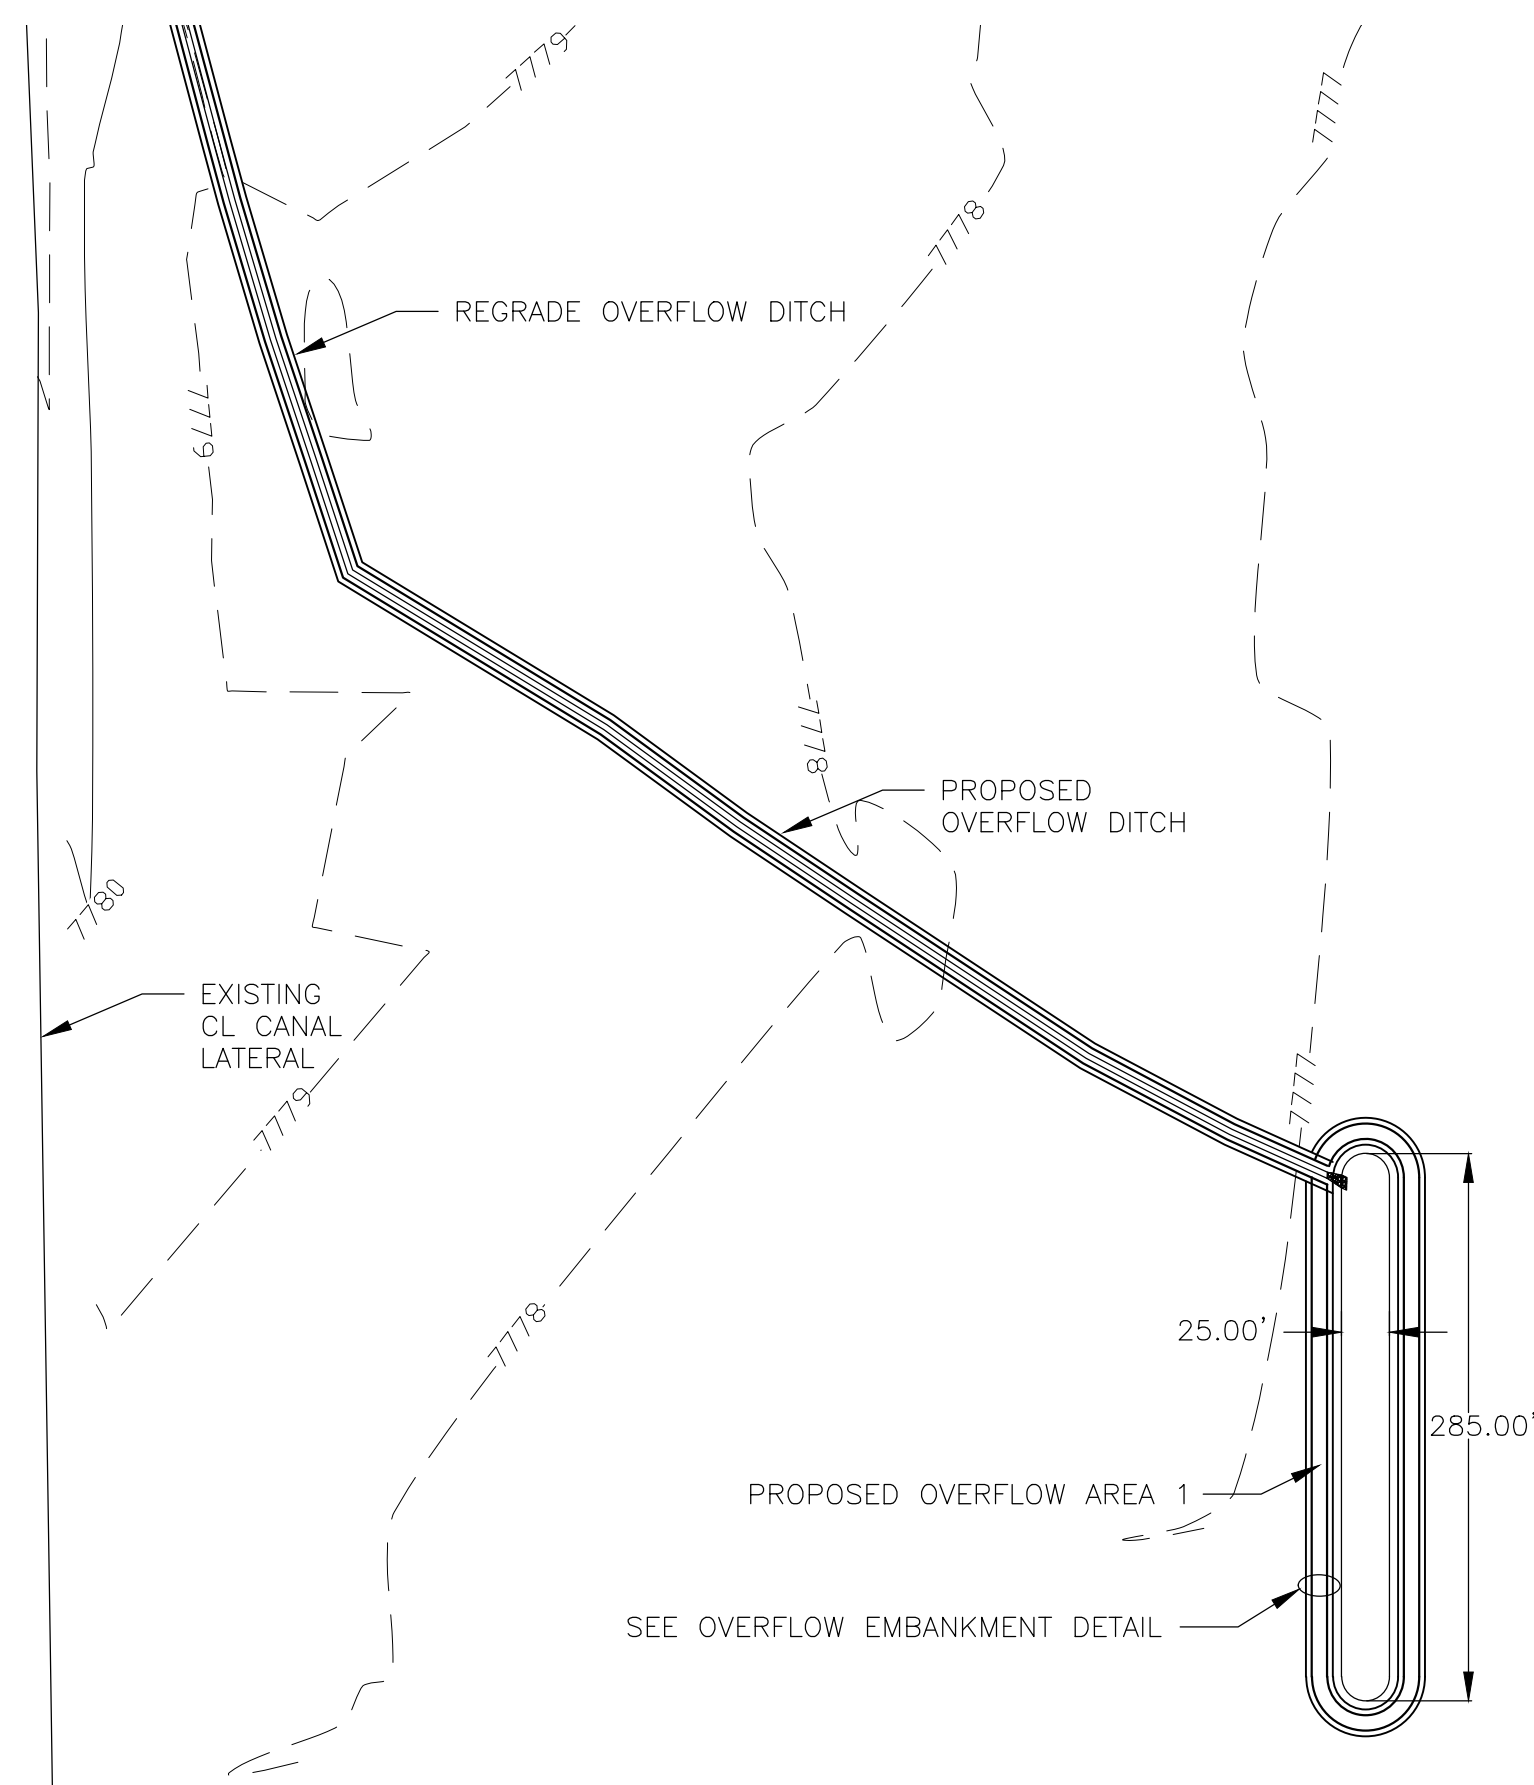 7779
7777
7778
REGRADE OVERFLOW DITCH
7779
7778
PROPOSED
OVERFLOW DITCH
7780
EXISTING
CL CANAL
LATERAL
7779
7777
7778
25.00'
285.00'
PROPOSED OVERFLOW AREA 1
SEE OVERFLOW EMBANKMENT DETAIL